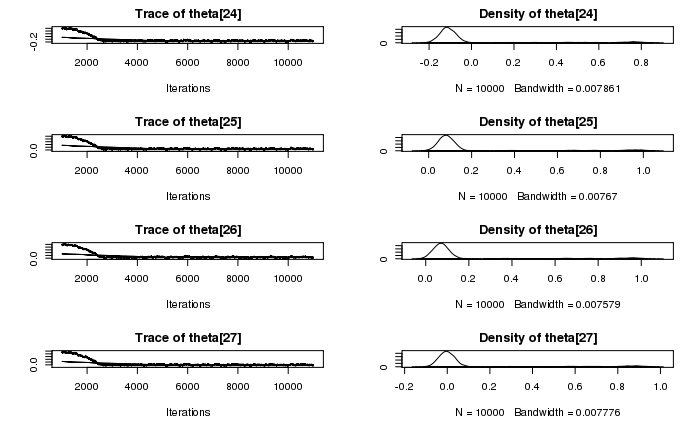 Trace of theta[24]
-0.2
2000 4000 6000 8000 10000
Iterations
Density of theta[24]
0
-0.2 0.0 0.2 0.4 0.6 0.8
N = 10000 Bandwidth = 0.007861
Trace of theta[25]
0.0
2000 4000 6000 8000 10000
Iterations
Density of theta[25]
0
0.0 0.2 0.4 0.6 0.8 1.0
N = 10000 Bandwidth = 0.00767
Trace of theta[26]
0.0
2000 4000 6000 8000 10000
Iterations
Density of theta[26]
0
0.0 0.2 0.4 0.6 0.8 1.0
N = 10000 Bandwidth = 0.007579
Trace of theta[27]
0.0
2000 4000 6000 8000 10000
Iterations
Density of theta[27]
0
-0.2 0.0 0.2 0.4 0.6 0.8 1.0
N = 10000 Bandwidth = 0.007776